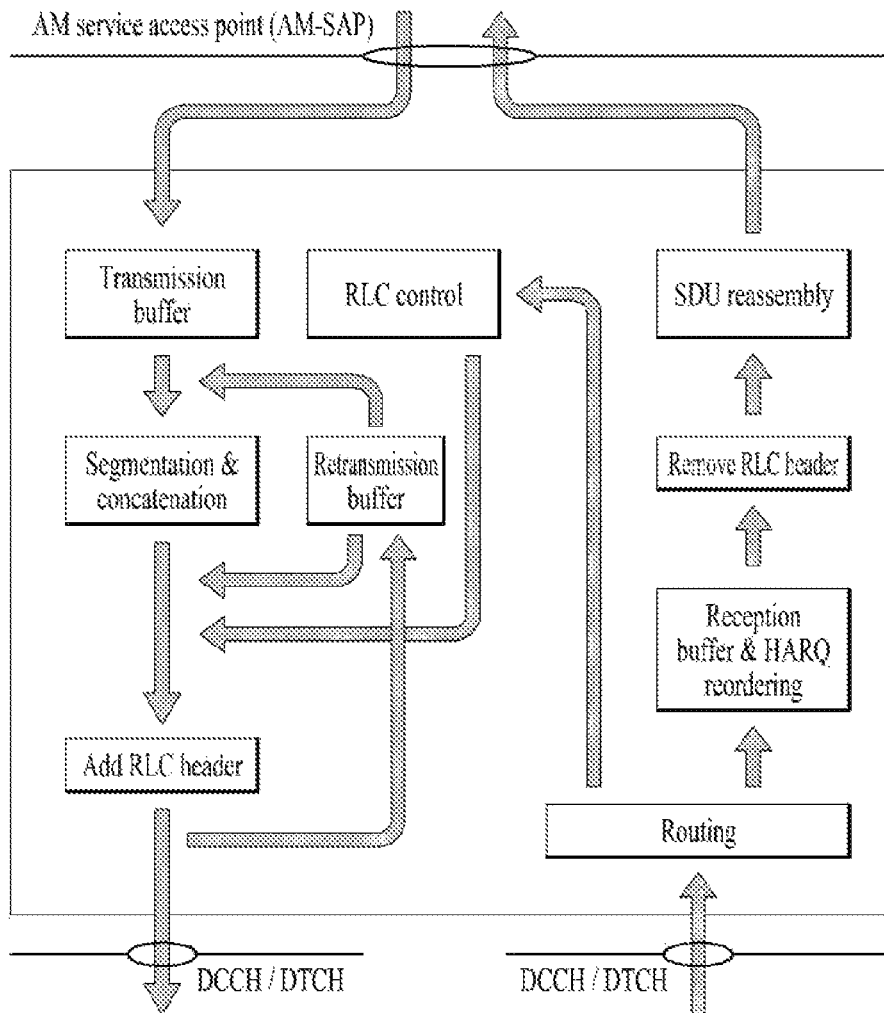 AM service access point (AM-SAP)
Transmission
buffer
RLC control
SDU reassembly
Segmentation &
concatenation
Retransmission
buffer
Remove RLC header
Reception
buffer & HARQ
reordering
Add RLC header
Routing
DCCH / DTCH
DCCH / DTCH